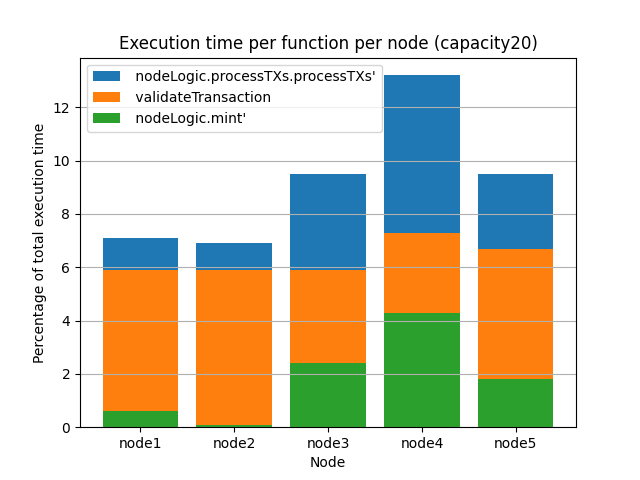 Execution time per function per node (capacity20)
nodeLogic.processTXs.processTXs'
validateTransaction
nodeLogic.mint'
Percentage of total execution time
12
10
8
6
4
2
0
node1 node2 node3 node4 node5
Node